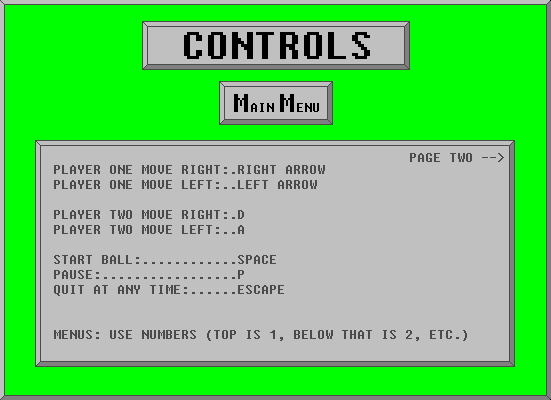 CONTROLS
MAIN MENU
PAGE TWO -->
PLAYER ONE MOVE RIGHT:.RIGHT ARROW
PLAYER ONE MOVE LEFT:..LEFT ARROW
PLAYER TWO MOVE RIGHT:.D
PLAYER TWO MOVE LEFT:..A
START BALL:............SPACE
PAUSE:.................P
QUIT AT ANY TIME:......ESCAPE
MENUS: USE NUMBERS (TOP IS 1, BELOW THAT IS 2, ETC.)